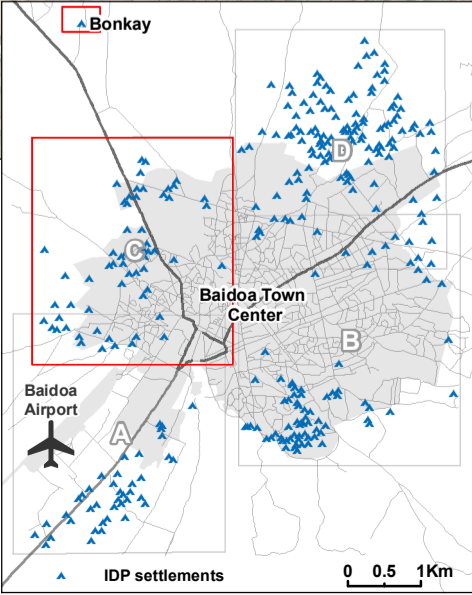 Bonkay
D
C
Baidoa Town
Center
B
Baidoa
Airport
A
IDP settlements
0 0.5 1Km